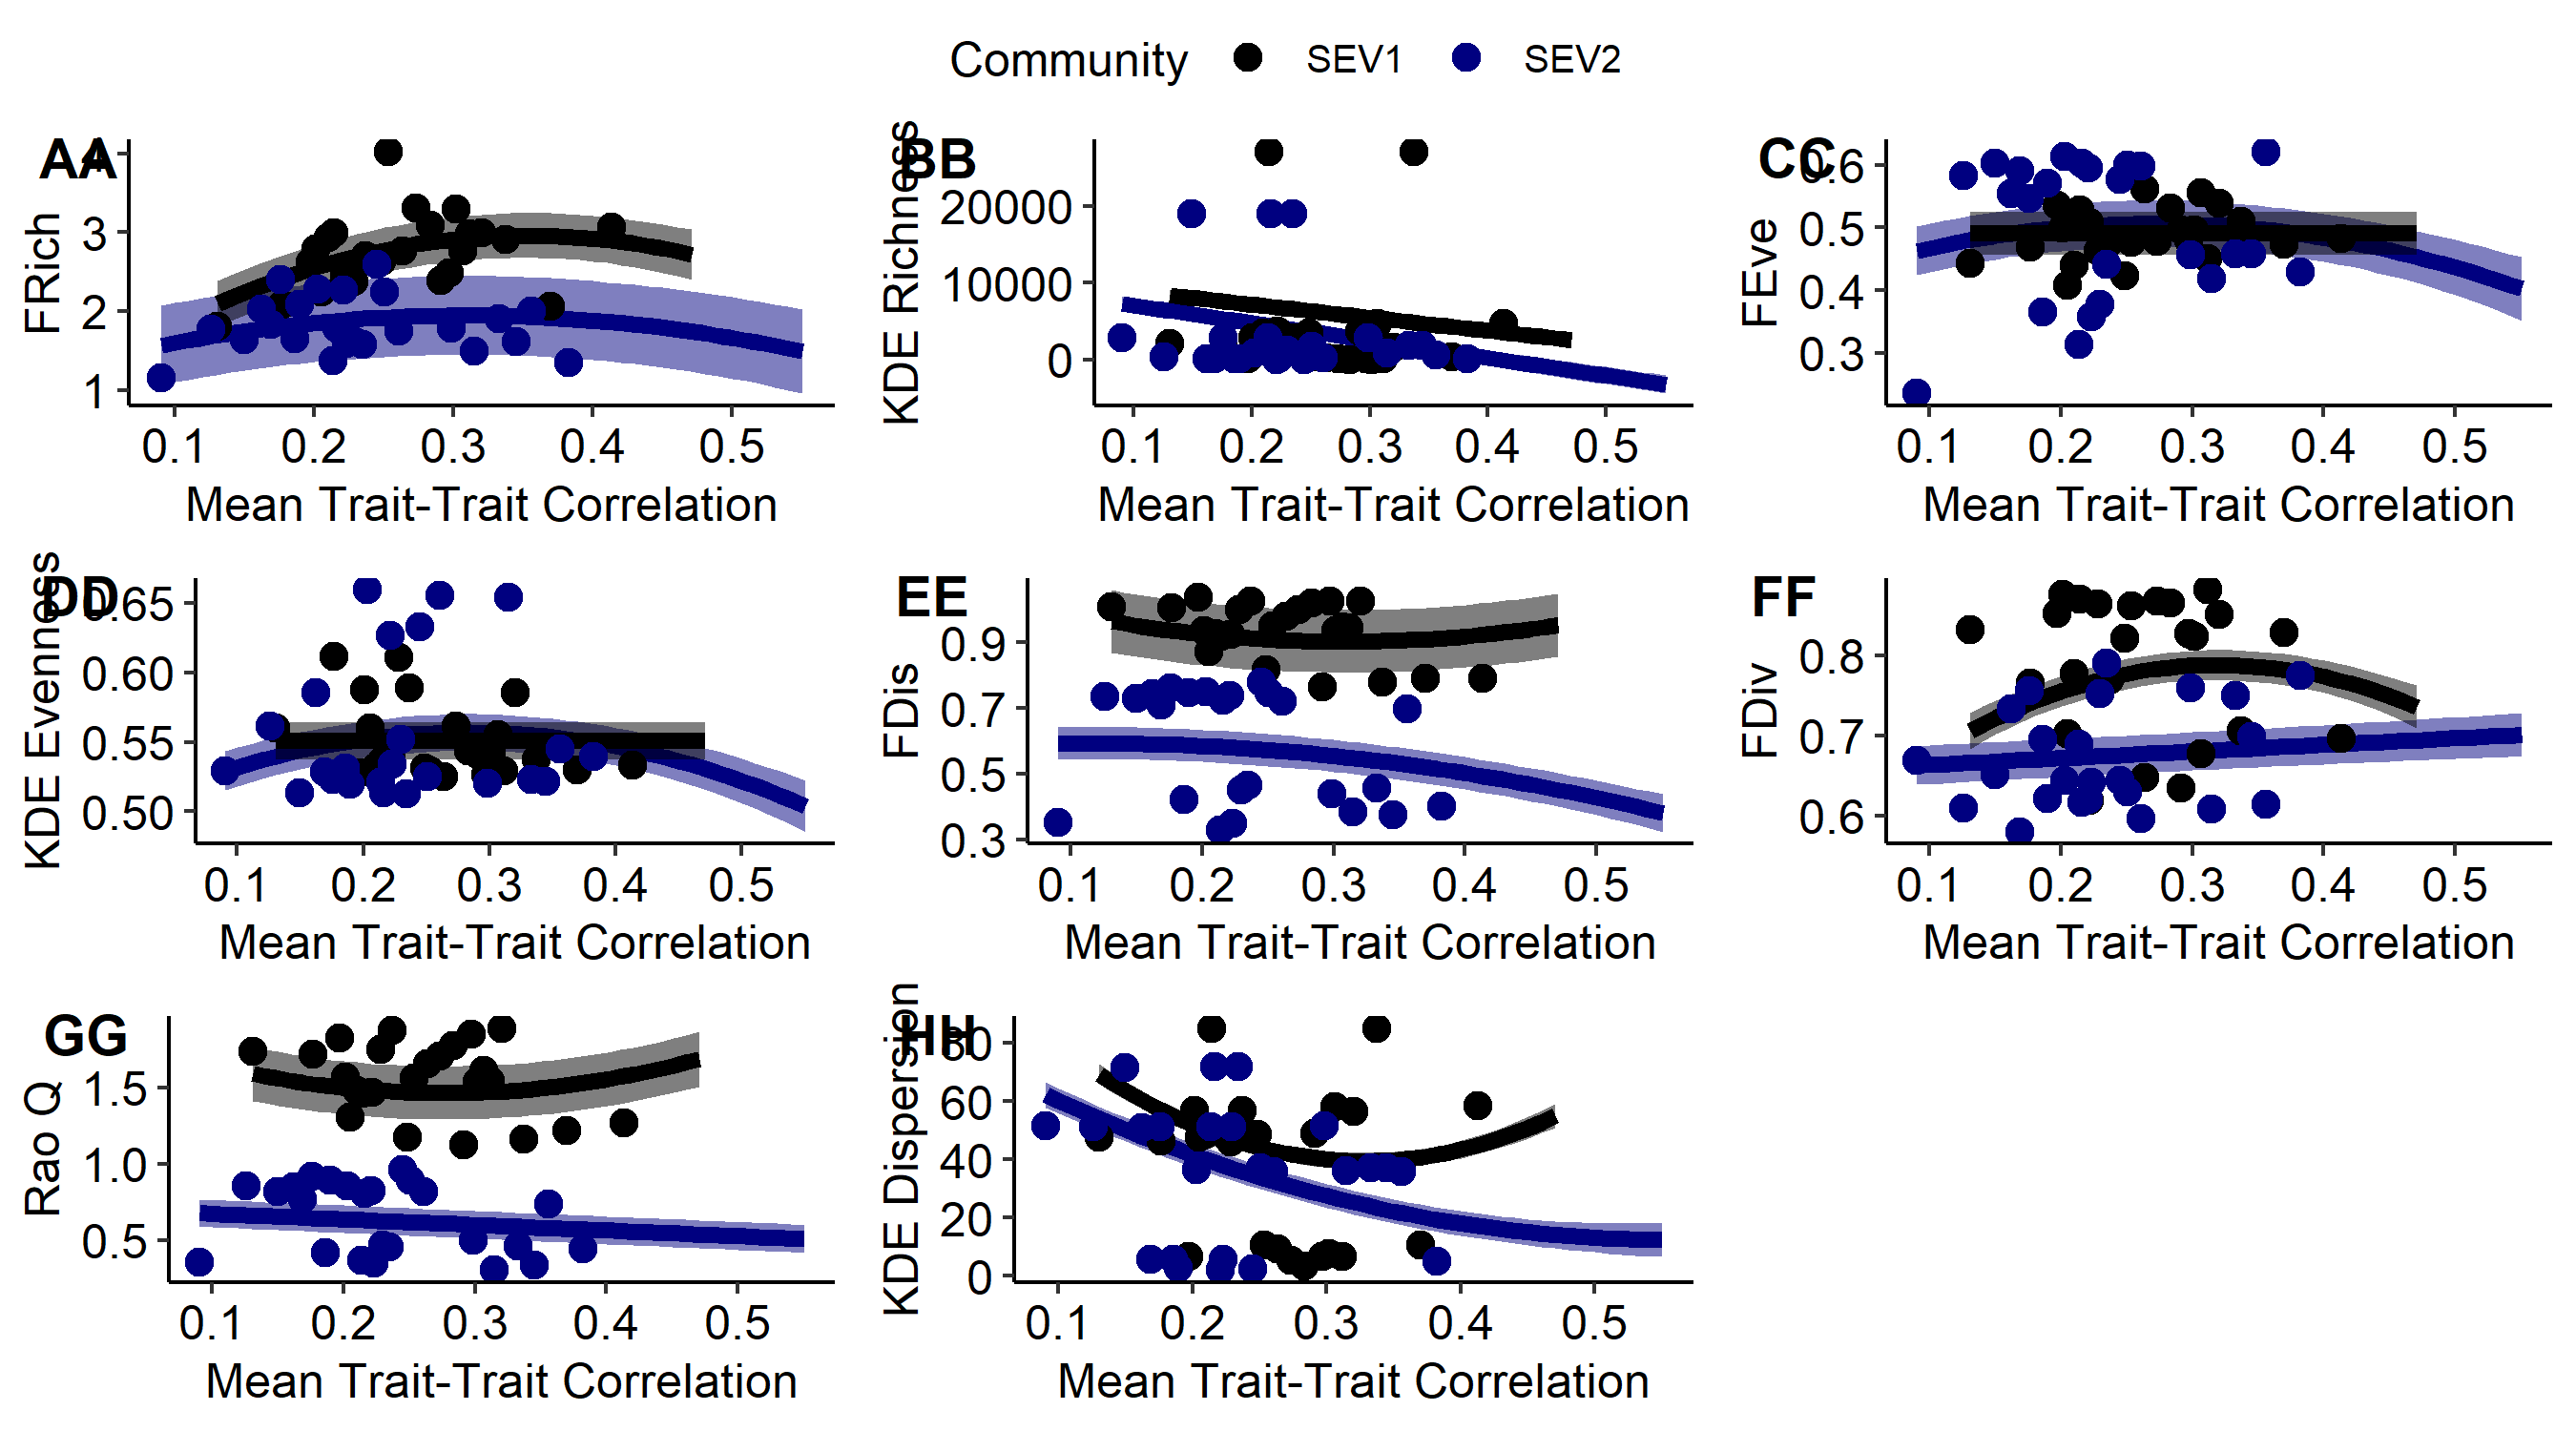 Community SEV1 SEV2
AA BB CC
FRich
4
3
2
1
0.1 0.2 0.3 0.4 0.5
Mean Trait-Trait Correlation
KDE Richness
20000
10000
0
0.1 0.2 0.3 0.4 0.5
Mean Trait-Trait Correlation
FEve
0.6
0.5
0.4
0.3
0.1 0.2 0.3 0.4 0.5
Mean Trait-Trait Correlation
DD EE FF
KDE Evenness
0.65
0.60
0.55
0.50
0.1 0.2 0.3 0.4 0.5
Mean Trait-Trait Correlation
FDis
0.9
0.7
0.5
0.3
0.1 0.2 0.3 0.4 0.5
Mean Trait-Trait Correlation
FDiv
0.8
0.7
0.6
0.1 0.2 0.3 0.4 0.5
Mean Trait-Trait Correlation
GG HH
Rao Q
1.5
1.0
0.5
0.1 0.2 0.3 0.4 0.5
Mean Trait-Trait Correlation
KDE Dispersion
80
60
40
20
0
0.1 0.2 0.3 0.4 0.5
Mean Trait-Trait Correlation